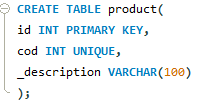 CREATE TABLE product(
id INT PRIMARY KEY,
cod INT UNIQUE,
_description VARCHAR(100)
);